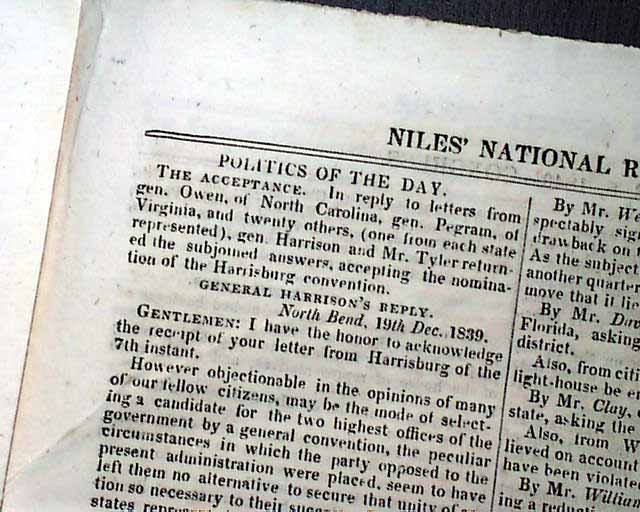 NILES' NATIONAL R
POLITICS OF THE DAY.
THE ACCEPTANCE. In reply to letters from
gen. Owen, of North Carolina, gen. Pegram, of
Virginia, and twenty others, (one from each state
represented), gen. Harrison and Mr. Tyler return-
ed the subjoined answers, accepting the nomina-
tion of the Harrisburg convention.
GENERAL HARRISON'S REPLY.
North Bend, 19th Dec. 1839.
GENTLEMEN: I have the honor to acknowledge
the receipt of your letter from Harrisburg of the
7th instant.
However objectionable in the opinions of many
of our fellow citizens, may be the mode of select-
ing a candidate for the two highest offices of the
government by a general convention, the peculiar
circumstances in which the party opposed to the
present administration were placed, seem to have
left them no alternative to secure that unity of
tion so necessary to their
states
By Mr. We
spectably sig
drawback on
As the subject
another quarter
move that it lie
By Mr. Dow
Florida, asking
district.
Also, from citi
light-house be e
By Mr. Clay,
state, asking the
Also, from W
lieved on account
have been violated
By Mr. William
ing a reduct